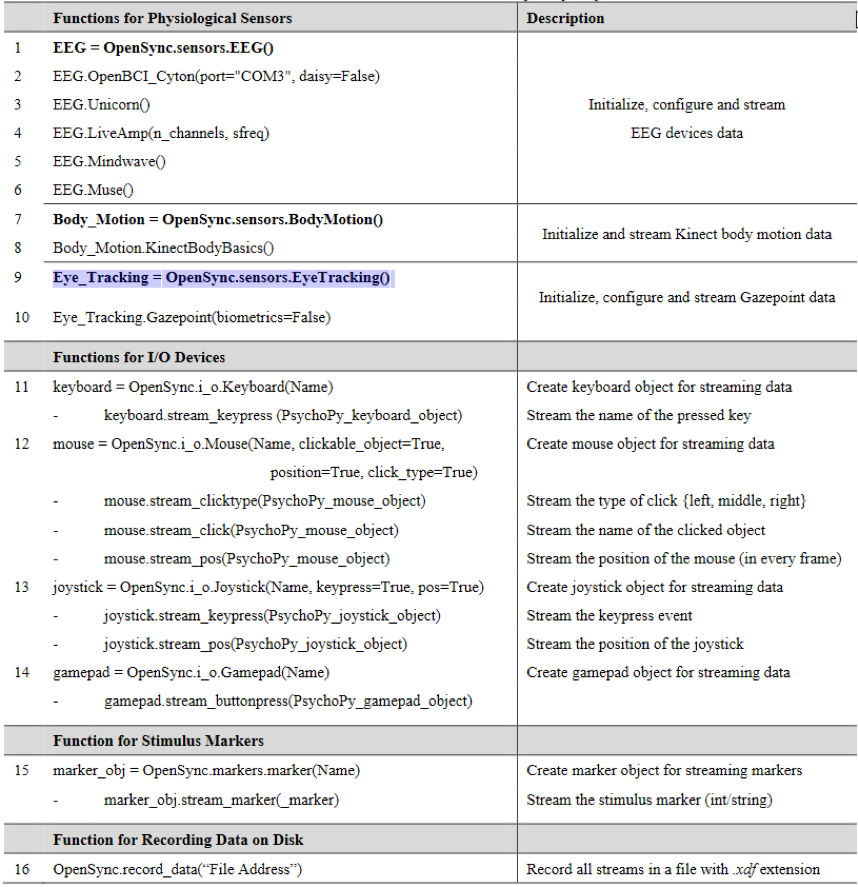 Functions for Physiological Sensors Description
1 EEG = OpenSync.sensors.EEG()
2 EEG.OpenBCI_Cyton(port="COM3", daisy=False)
3 EEG.Unicorn() Initialize, configure and stream
4 EEG.LiveAmp(n_channels, sfreq) EEG devices data
5 EEG.Mindwave()
6 EEG.Muse()
7 Body_Motion = OpenSync.sensors.BodyMotion()
Initialize and stream Kinect body motion data
8 Body_Motion.KinectBodyBasics()
9 Eye_Tracking = OpenSync.sensors.EyeTracking()
Initialize, configure and stream Gazepoint data
10 Eye_Tracking.Gazepoint(biometrics=False)
Functions for I/O Devices
11 keyboard = OpenSync.i_o.Keyboard(Name) Create keyboard object for streaming data
- keyboard.stream_keypress (PsychoPy_keyboard_object) Stream the name of the pressed key
12 mouse = OpenSync.i_o.Mouse(Name, clickable_object=True, Create mouse object for streaming data
position=True, click_type=True)
- mouse.stream_clicktype(PsychoPy_mouse_object) Stream the type of click {left, middle, right}
- mouse.stream_click(PsychoPy_mouse_object) Stream the name of the clicked object
- mouse.stream_pos(PsychoPy_mouse_object) Stream the position of the mouse (in every frame)
13 joystick = OpenSync.i_o.Joystick(Name, keypress=True, pos=True) Create joystick object for streaming data
- joystick.stream_keypress(PsychoPy_joystick_object) Stream the keypress event
- joystick.stream_pos(PsychoPy_joystick_object) Stream the position of the joystick
14 gamepad = OpenSync.i_o.Gamepad(Name) Create gamepad object for streaming data
- gamepad.stream_buttonpress(PsychoPy_gamepad_object)
Function for Stimulus Markers
15 marker_obj = OpenSync.markers.marker(Name) Create marker object for streaming markers
- marker_obj.stream_marker(_marker) Stream the stimulus marker (int/string)
Function for Recording Data on Disk
16 OpenSync.record_data(“File Address”) Record all streams in a file with .xdf extension